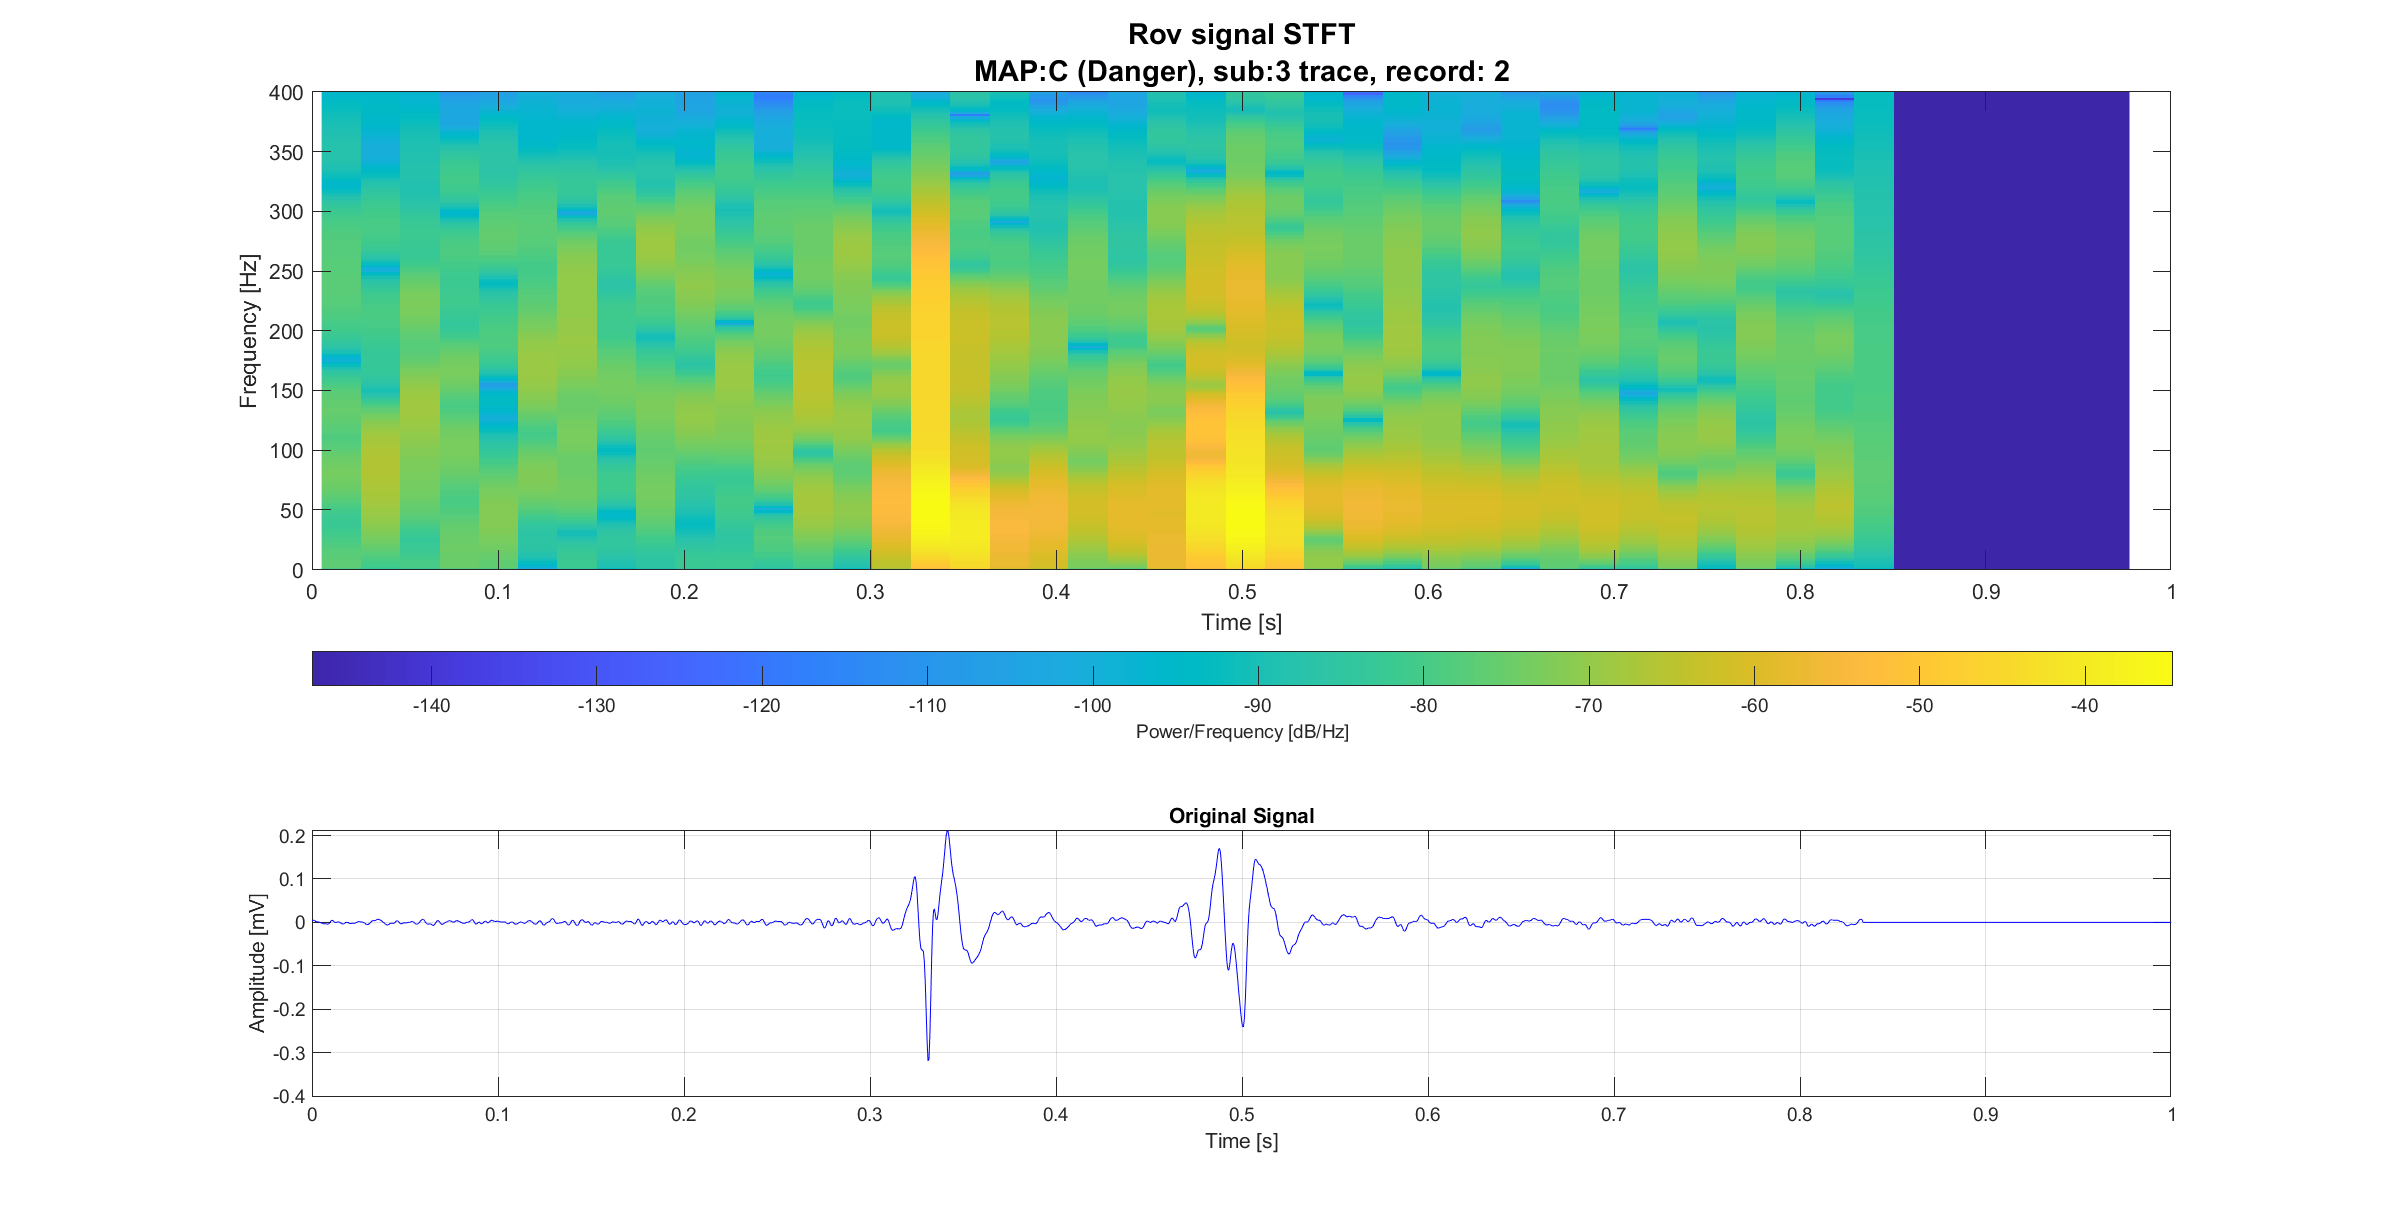 Rov signal STFT
MAP:C (Danger), sub:3 trace, record: 2
400
350
300
250
200
150
100
50
0
Frequency [Hz]
0 0.1 0.2 0.3 0.4 0.5 0.6 0.7 0.8 0.9 1
Time [s]
-140 -130 -120 -110 -100 -90 -80 -70 -60 -50 -40
Power/Frequency [dB/Hz]
Original Signal
0.2
0.1
0
-0.1
-0.2
-0.3
-0.4
Amplitude [mV]
0 0.1 0.2 0.3 0.4 0.5 0.6 0.7 0.8 0.9 1
Time [s]